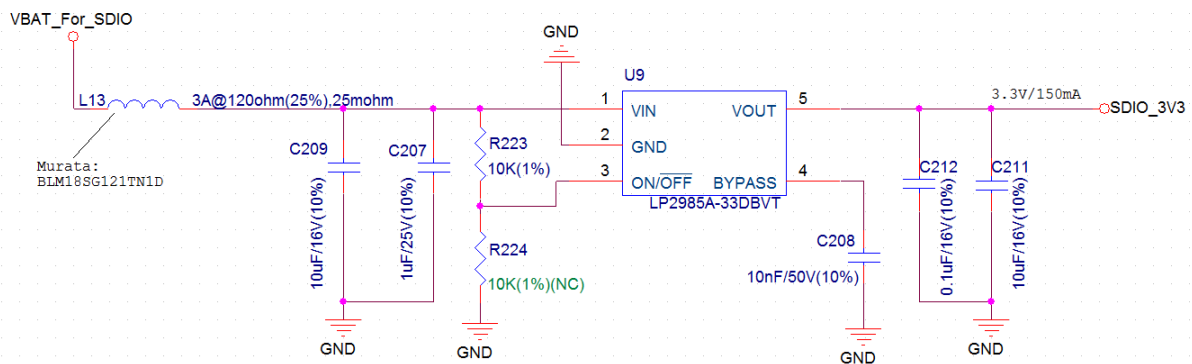 VBAT_For_SDIO
GND
U9
L13
3A@120ohm(25%),25mohm
1
VIN
VOUT
5
3.3V/150mA
SDIO_3V3
2
GND
Murata:
BLM18SG121TN1D
C209
10uF/16V(10%)
C207
1uF/25V(10%)
R223
10K(1%)
3
ON/OFF
BYPASS
4
LP2985A-33DBVT
C212
0.1uF/16V(10%)
C211
10uF/16V(10%)
R224
10K(1%)(NC)
C208
10nF/50V(10%)
GND
GND
GND
GND